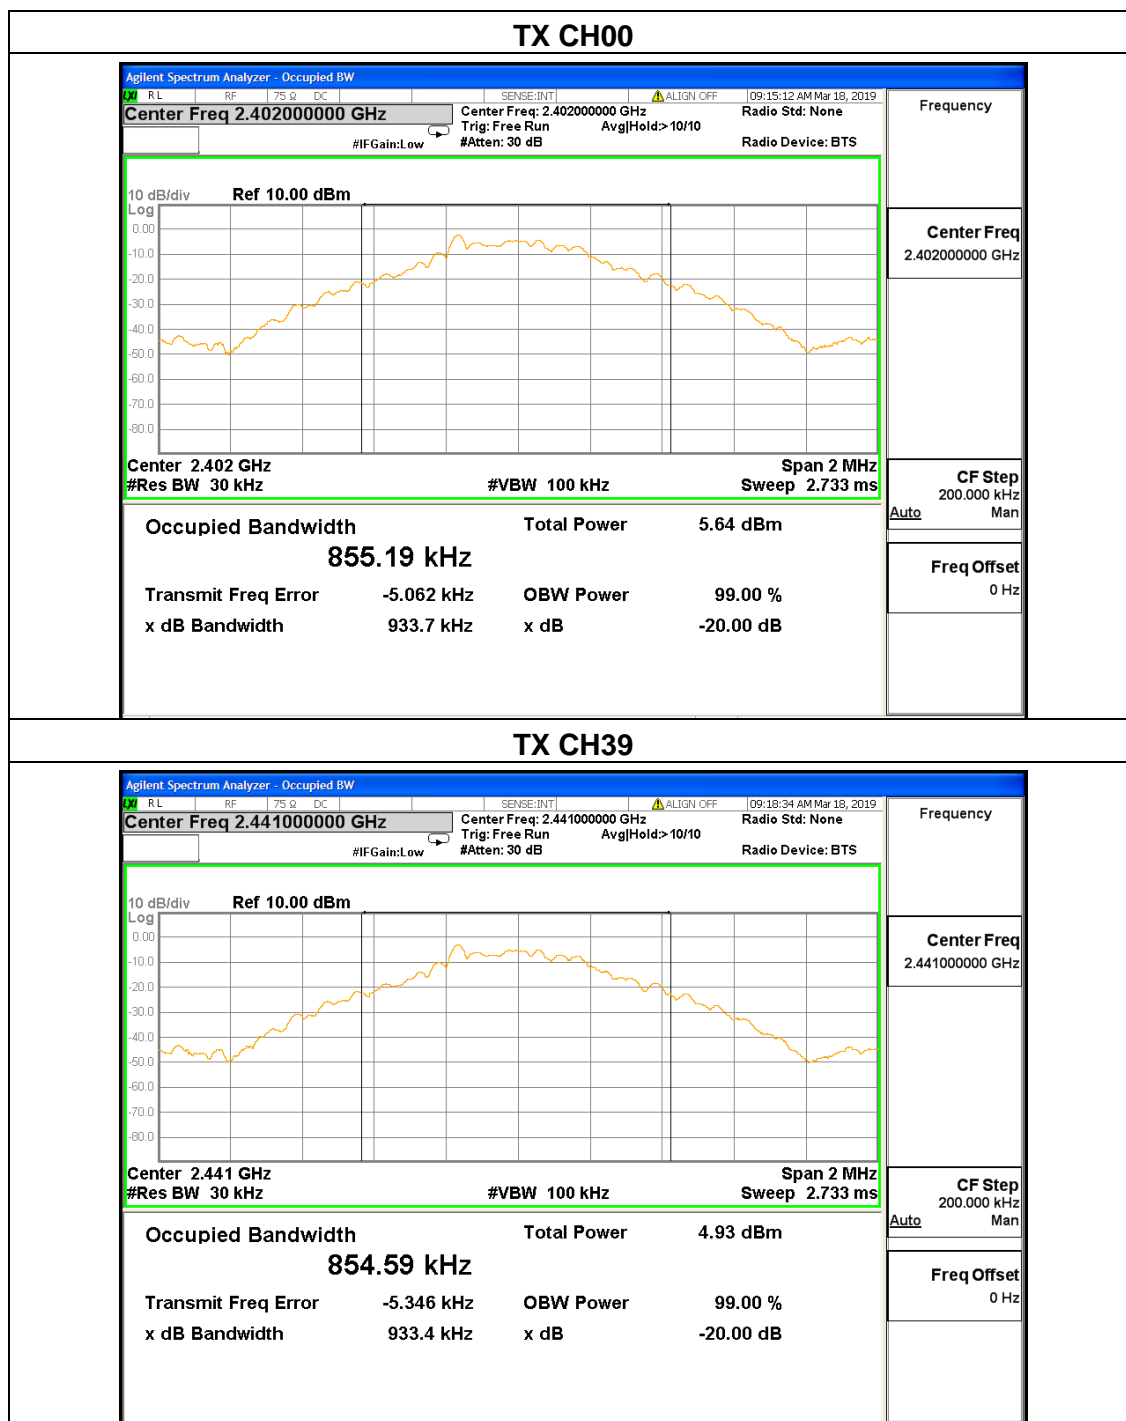 TX CH00
Agilent Spectrum Analyzer - Occupied BW
LXI RL RF 75 Ω DC SENSE:INT ALIGN OFF 09:15:12 AM Mar 18, 2019
Center Freq 2.402000000 GHz
Center Freq: 2.402000000 GHz
Radio Std: None
Trig: Free Run Avg|Hold:>10/10
#IFGain:Low
#Atten: 30 dB
Radio Device: BTS
Frequency
10 dB/div Ref 10.00 dBm
Log
0.00
-10.0
-20.0
-30.0
-40.0
-50.0
-60.0
-70.0
-80.0
Center 2.402 GHz Span 2 MHz
#Res BW 30 kHz #VBW 100 kHz Sweep 2.733 ms
Center Freq
2.402000000 GHz
CF Step
200.000 kHz
Auto Man
Freq Offset
0 Hz
Occupied Bandwidth
855.19 kHz
Total Power 5.64 dBm
Transmit Freq Error -5.062 kHz OBW Power 99.00 %
x dB Bandwidth 933.7 kHz x dB -20.00 dB
TX CH39
Agilent Spectrum Analyzer - Occupied BW
LXI RL RF 75 Ω DC SENSE:INT ALIGN OFF 09:18:34 AM Mar 18, 2019
Center Freq 2.441000000 GHz
Center Freq: 2.441000000 GHz
Radio Std: None
Trig: Free Run Avg|Hold:>10/10
#IFGain:Low
#Atten: 30 dB
Radio Device: BTS
Frequency
10 dB/div Ref 10.00 dBm
Log
0.00
-10.0
-20.0
-30.0
-40.0
-50.0
-60.0
-70.0
-80.0
Center 2.441 GHz Span 2 MHz
#Res BW 30 kHz #VBW 100 kHz Sweep 2.733 ms
Center Freq
2.441000000 GHz
CF Step
200.000 kHz
Auto Man
Freq Offset
0 Hz
Occupied Bandwidth
854.59 kHz
Total Power 4.93 dBm
Transmit Freq Error -5.346 kHz OBW Power 99.00 %
x dB Bandwidth 933.4 kHz x dB -20.00 dB